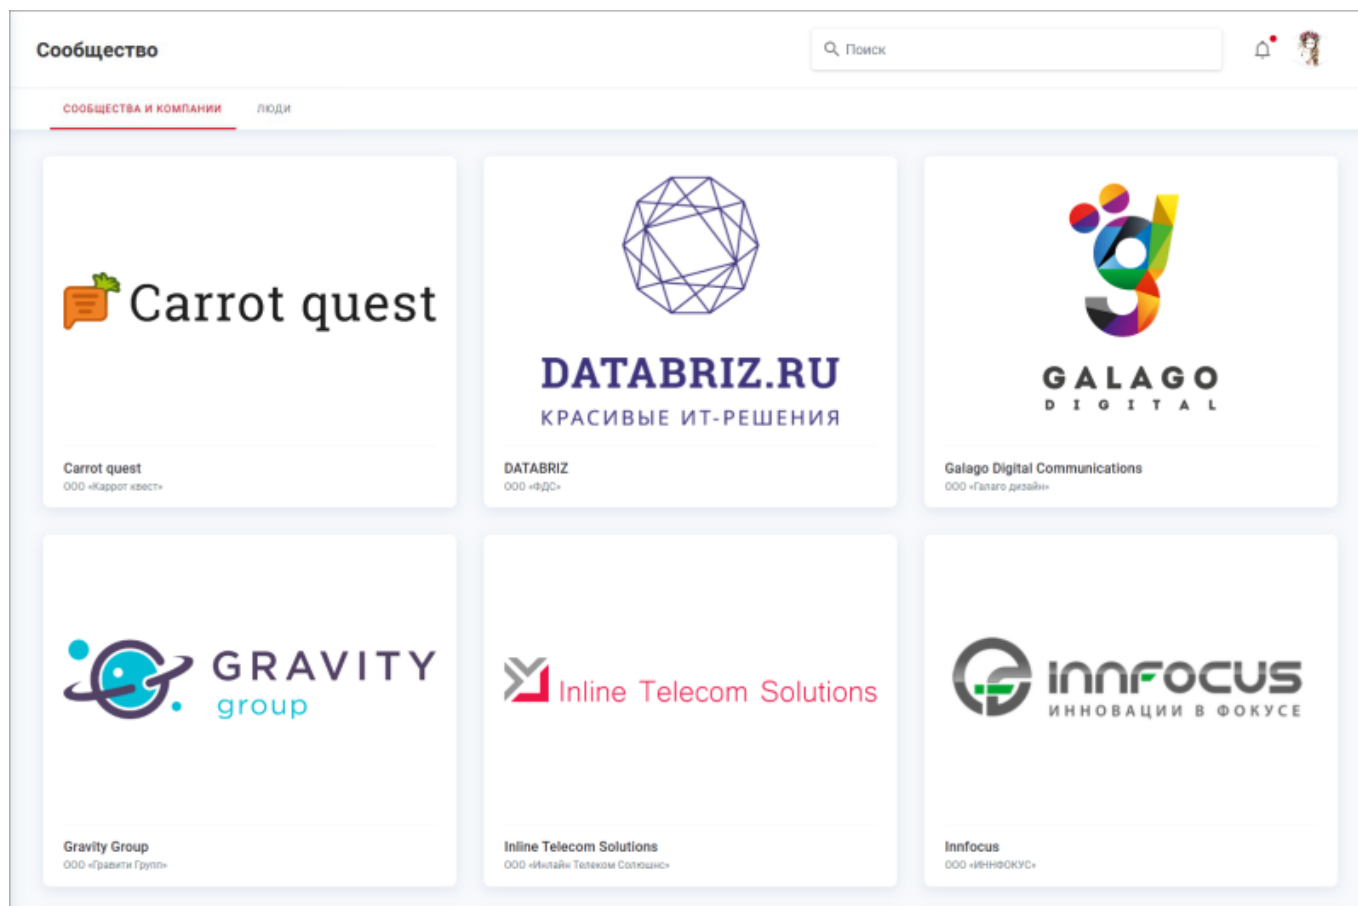 Сообщество
Поиск
СООБЩЕСТВА И КОМПАНИИ
ЛЮДИ
Carrot quest
DATABRIZ.RU
КРАСИВЫЕ ИТ-РЕШЕНИЯ
GALAGO
DIGITAL
Carrot quest
ООО «Каррот квест»
DATABRIZ
ООО «ФДС»
Galago Digital Communications
ООО «Галаго дизайн»
GRAVITY
group
Inline Telecom Solutions
INNFOCUS
ИННОВАЦИИ В ФОКУСЕ
Gravity Group
ООО «Гравити Групп»
Inline Telecom Solutions
ООО «Инлайн Телеком Солюшнс»
Innfocus
ООО «ИННФОКУС»